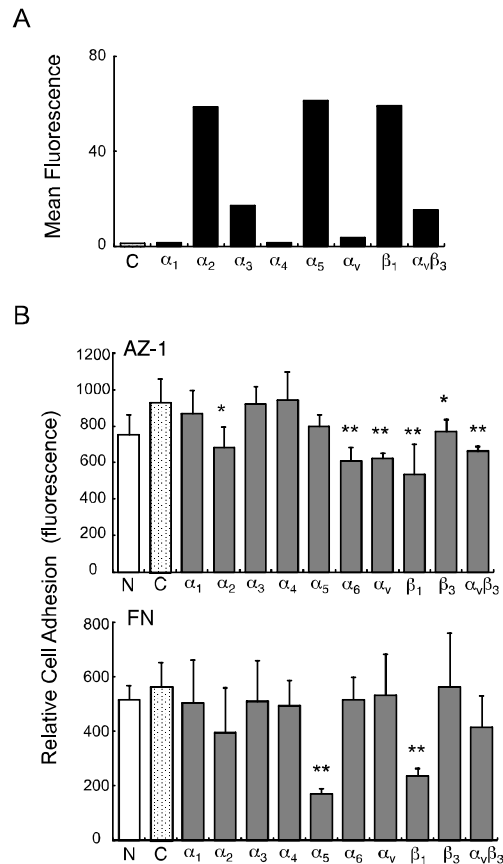 A
Mean Fluorescence
80
40
0
C α1 α2 α3 α4 α5 αv β1 αvβ3
B
Relative Cell Adhesion (fluorescence)
AZ-1
1200
1000
800
600
400
200
0
* ** ** ** * **
N C α1 α2 α3 α4 α5 α6 αv β1 β3 αvβ3
FN
800
600
400
200
0
** **
N C α1 α2 α3 α4 α5 α6 αv β1 β3 αvβ3